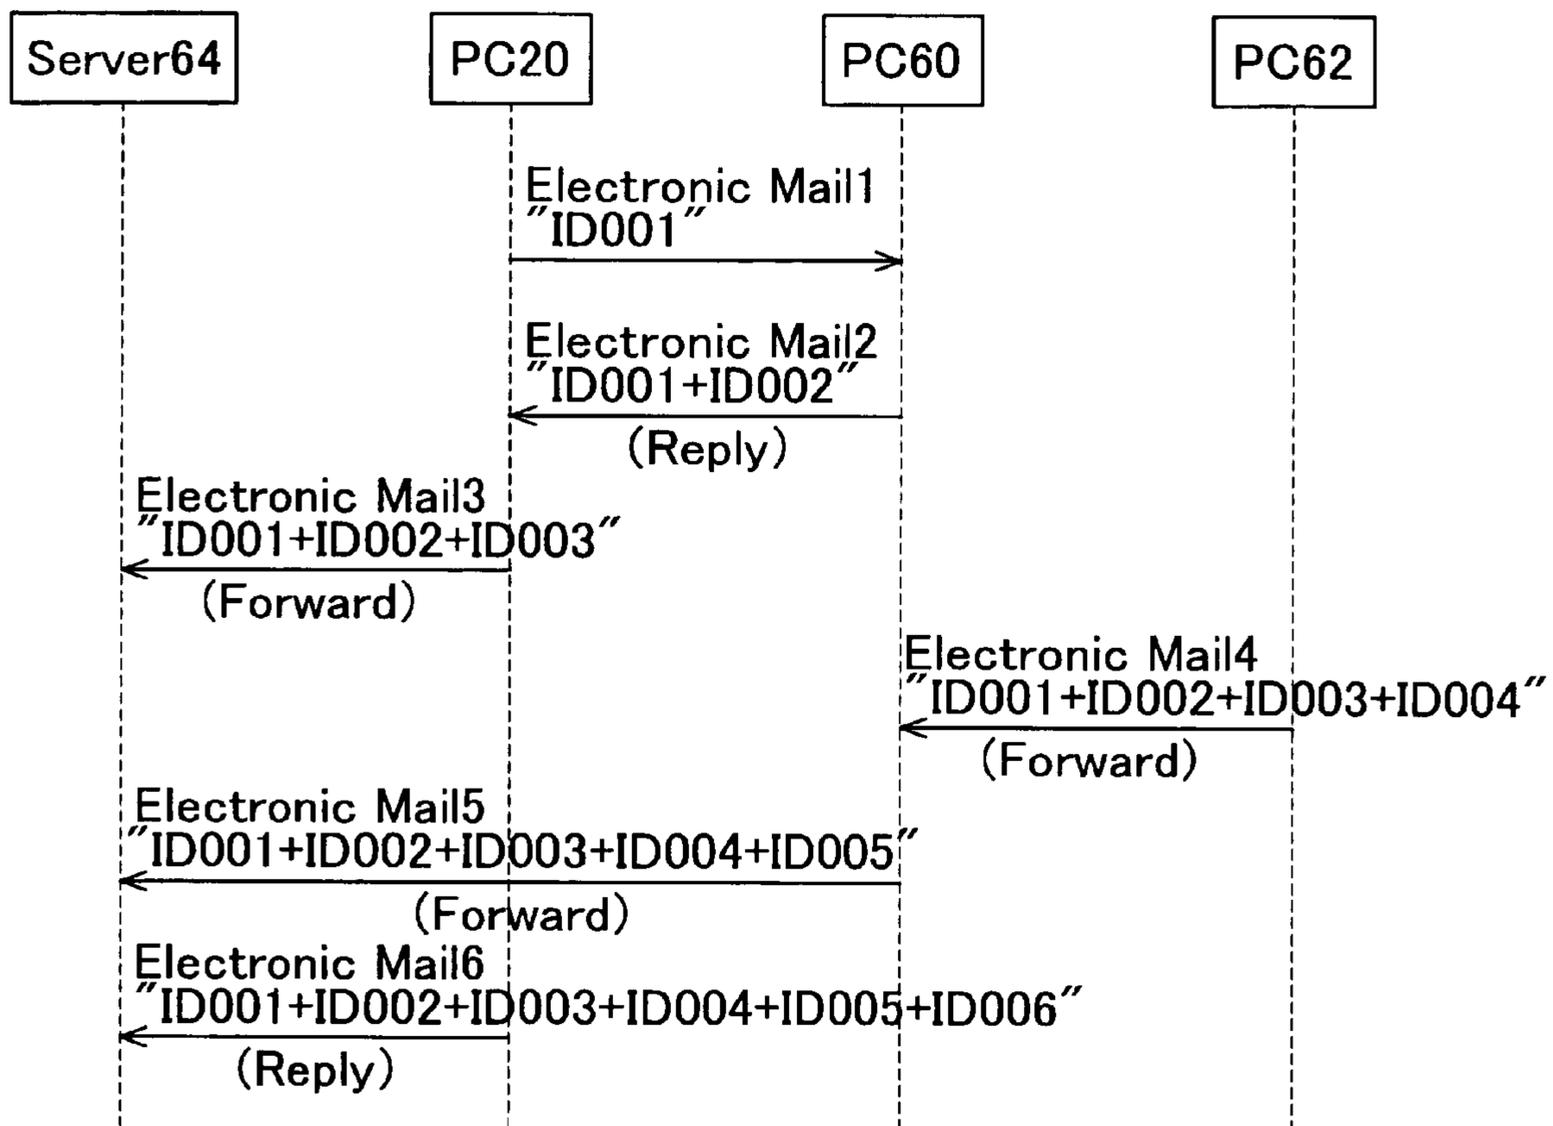 Server64 PC20 PC60 PC62
Electronic Mail1
"ID001"
Electronic Mail2
"ID001+ID002"
(Reply)
Electronic Mail3
"ID001+ID002+ID003"
(Forward)
Electronic Mail4
"ID001+ID002+ID003+ID004"
(Forward)
Electronic Mail5
"ID001+ID002+ID003+ID004+ID005"
(Forward)
Electronic Mail6
"ID001+ID002+ID003+ID004+ID005+ID006"
(Reply)